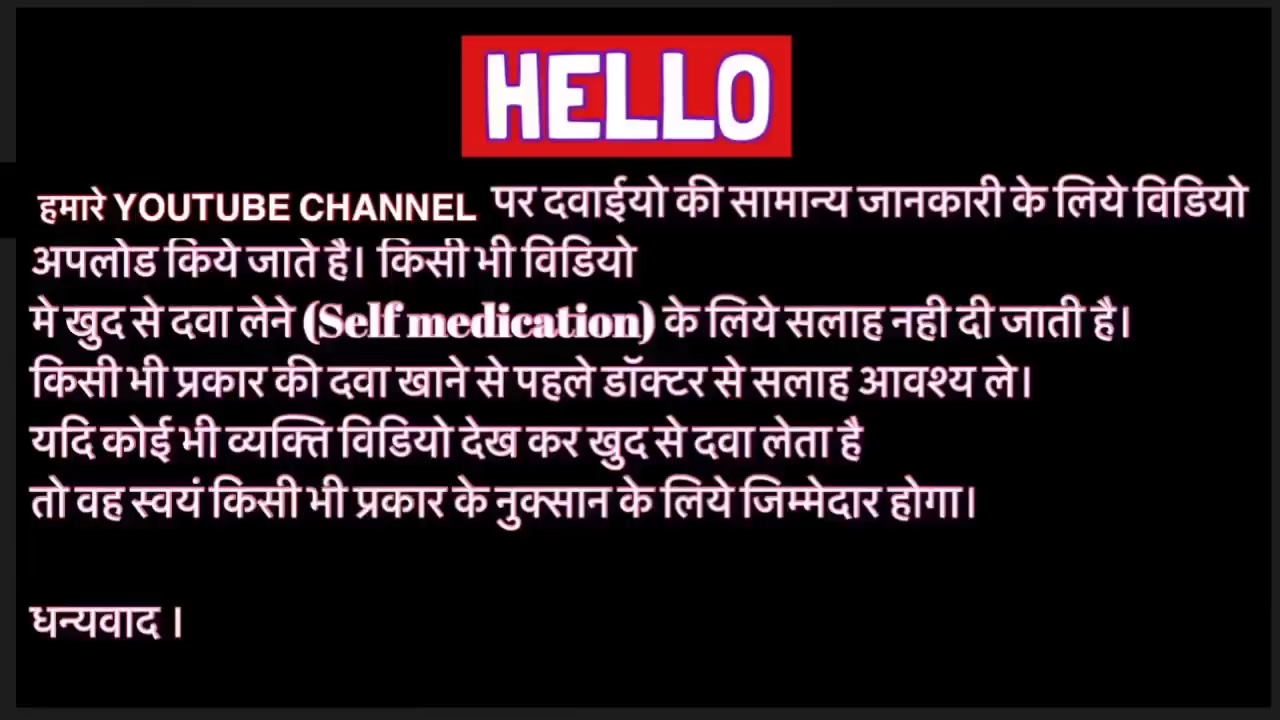 HELLO
हमारे YOUTUBE CHANNEL पर दवाईयो की सामान्य जानकारी के लिये विडियो
अपलोड किये जाते है। किसी भी विडियो
मे खुद से दवा लेने (Self medication) के लिये सलाह नही दी जाती है।
किसी भी प्रकार की दवा खाने से पहले डॉक्टर से सलाह आवश्य ले।
यदि कोई भी व्यक्ति विडियो देख कर खुद से दवा लेता है
तो वह स्वयं किसी भी प्रकार के नुक्सान के लिये जिम्मेदार होगा।
धन्यवाद ।